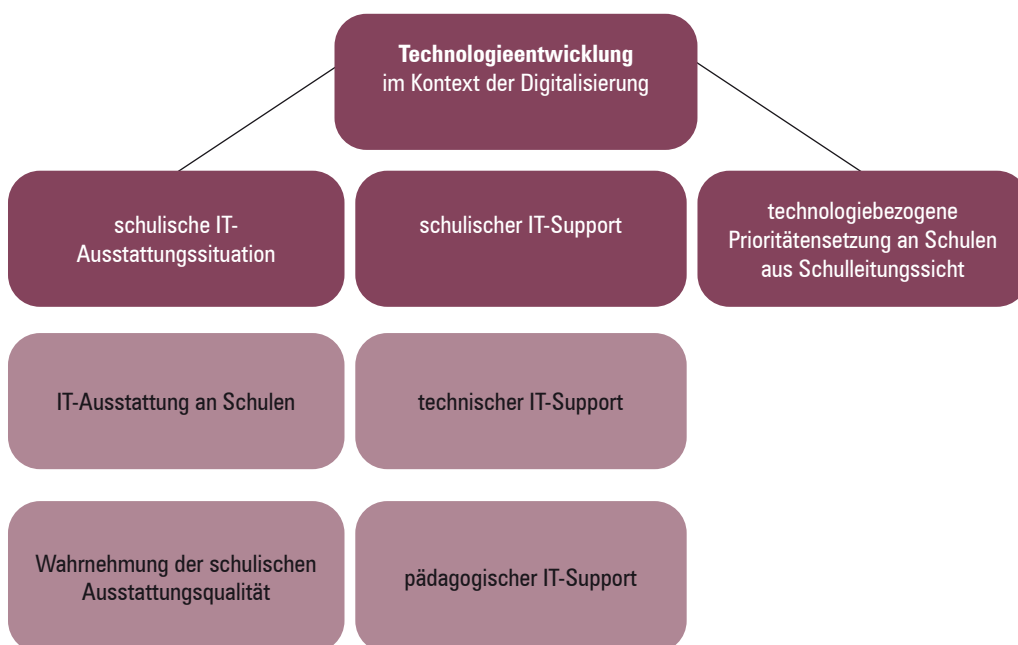 Technologieentwicklung
im Kontext der Digitalisierung
schulische IT-
Ausstattungssituation
schulischer IT-Support
technologiebezogene
Prioritätensetzung an Schulen
aus Schulleitungssicht
IT-Ausstattung an Schulen
technischer IT-Support
Wahrnehmung der schulischen
Ausstattungsqualität
pädagogischer IT-Support